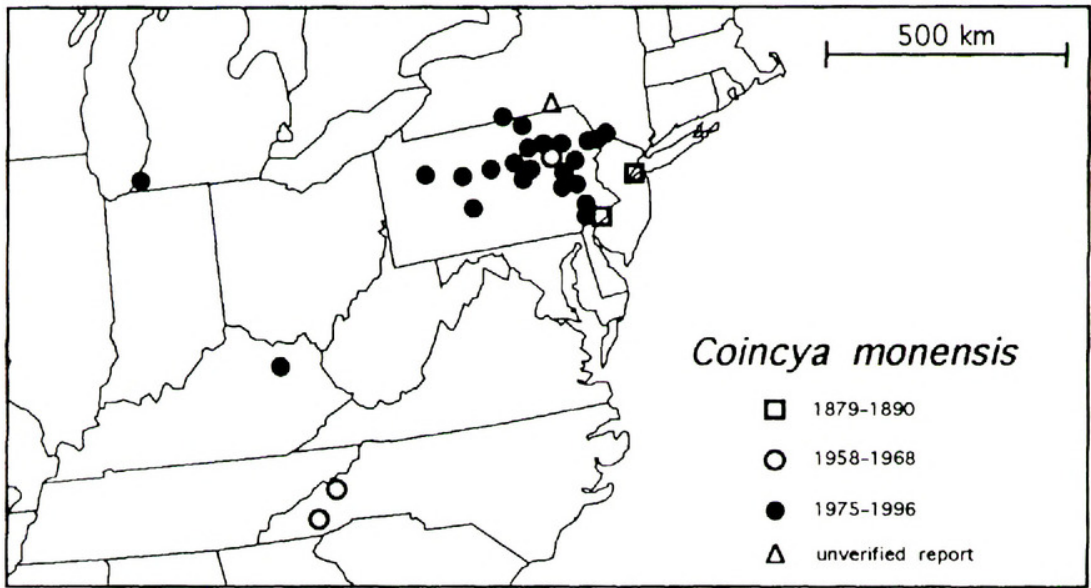 500 km
Coincya monensis
1879-1890
1958-1968
1975-1996
unverified report